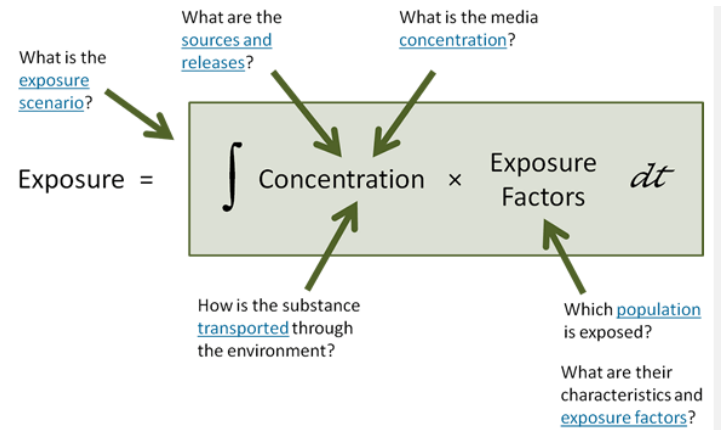 What are the
sources and
releases?
What is the media
concentration?
What is the
exposure
scenario?
Exposure = ∫ Concentration × Exposure Factors dt
How is the substance
transported through
the environment?
Which population
is exposed?
What are their
characteristics and
exposure factors?